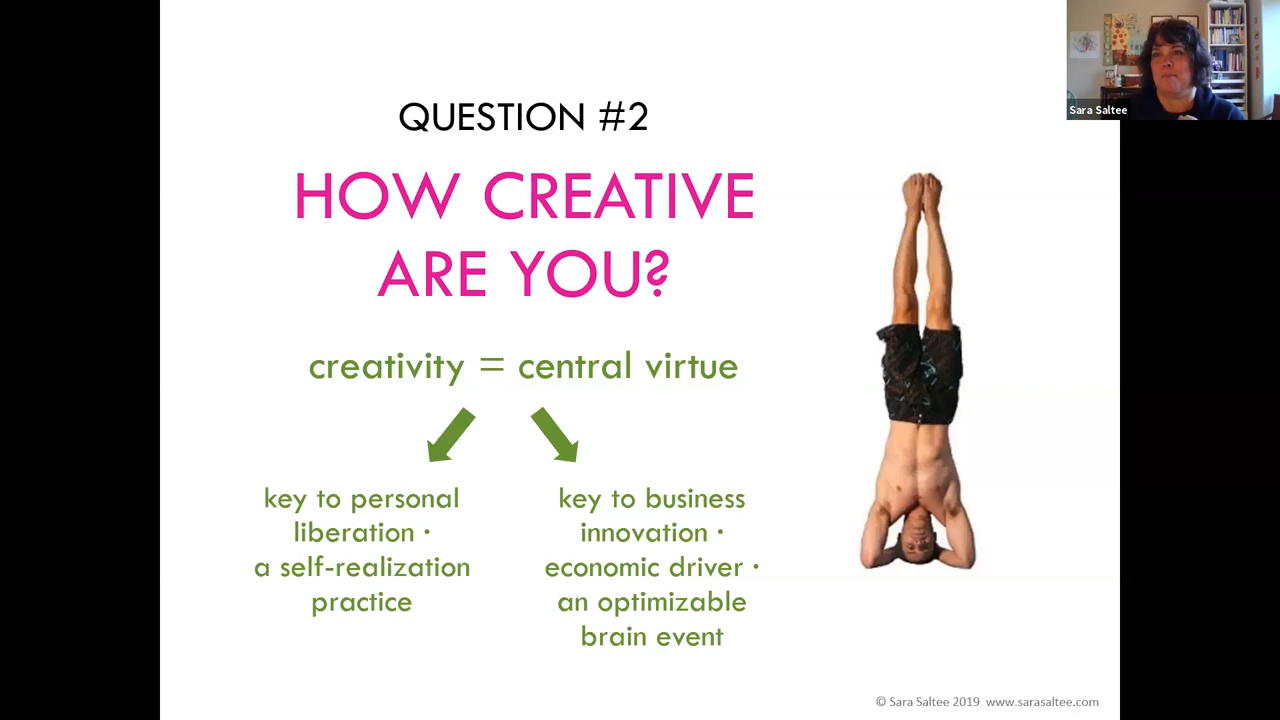 Sara Saltee
QUESTION #2
HOW CREATIVE
ARE YOU?
creativity = central virtue
key to personal
liberation ·
a self-realization
practice
key to business
innovation ·
economic driver ·
an optimizable
brain event
© Sara Saltee 2019 www.sarasaltee.com